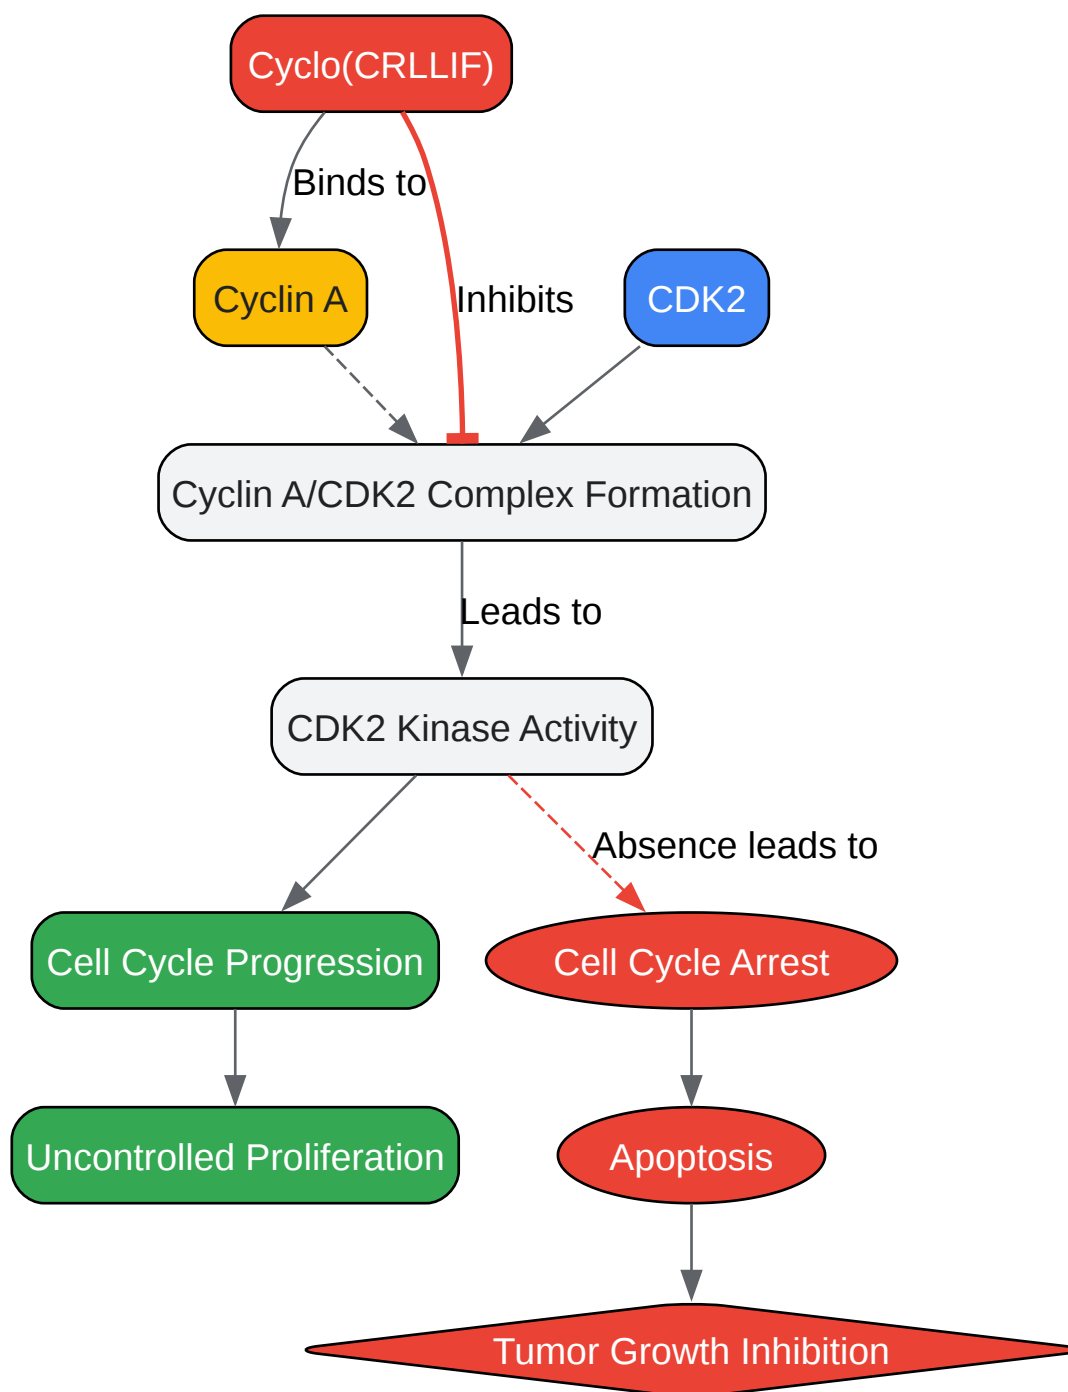 Cyclo(CRLLIF)
Binds to
Inhibits
Cyclin A
CDK2
Cyclin A/CDK2 Complex Formation
Leads to
CDK2 Kinase Activity
Absence leads to
Cell Cycle Progression
Cell Cycle Arrest
Uncontrolled Proliferation
Apoptosis
Tumor Growth Inhibition